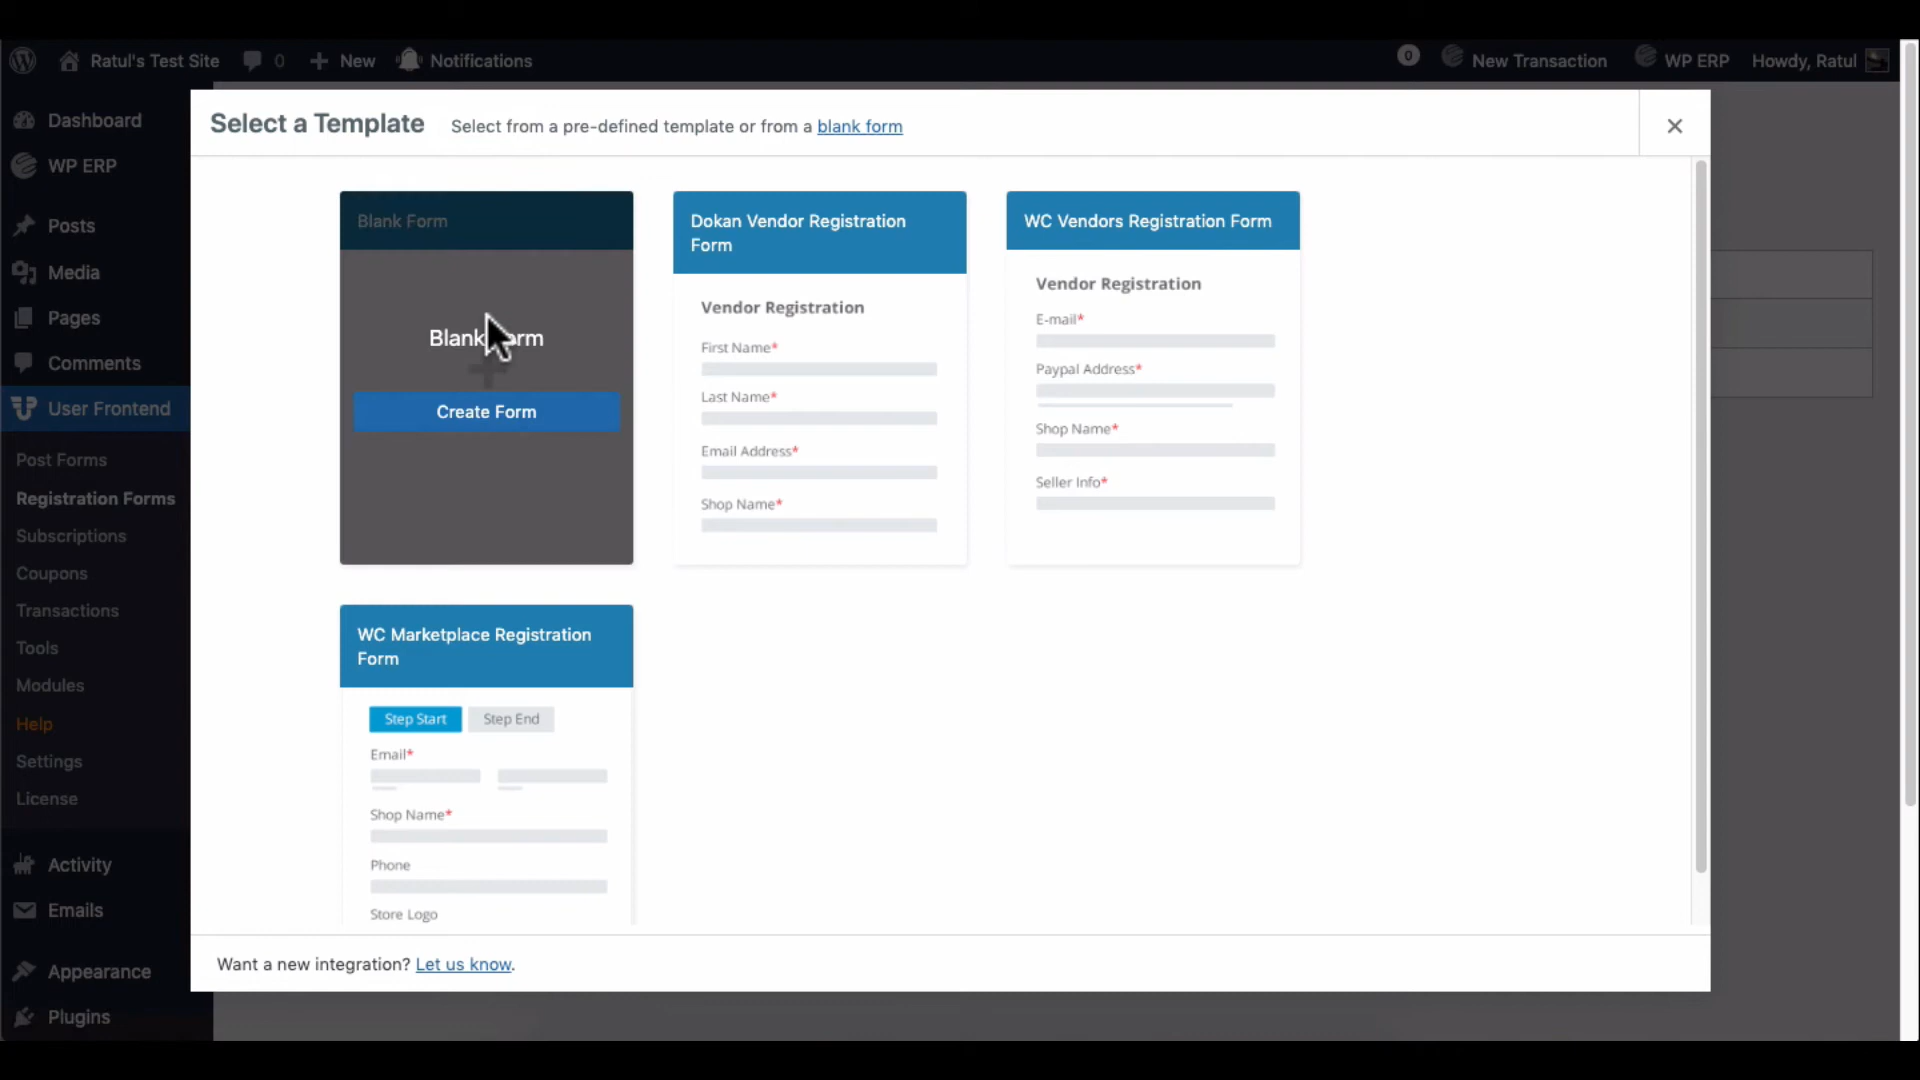 Ratul's Test Site
0
New
Notifications
0
New Transaction
WP ERP
Howdy, Ratul
Dashboard
WP ERP
Posts
Media
Pages
Comments
User Frontend
Post Forms
Registration Forms
Subscriptions
Coupons
Transactions
Tools
Modules
Help
Settings
License
Activity
Emails
Appearance
Plugins
Select a Template
Select from a pre-defined template or from a blank form
Blank Form
Create Form
Dokan Vendor Registration
Form
Vendor Registration
First Name*
Last Name*
Email Address*
Shop Name*
WC Vendors Registration Form
Vendor Registration
E-mail*
Paypal Address*
Shop Name*
Seller Info*
WC Marketplace Registration
Form
Step Start
Step End
Email*
Shop Name*
Phone
Store Logo
Want a new integration? Let us know.